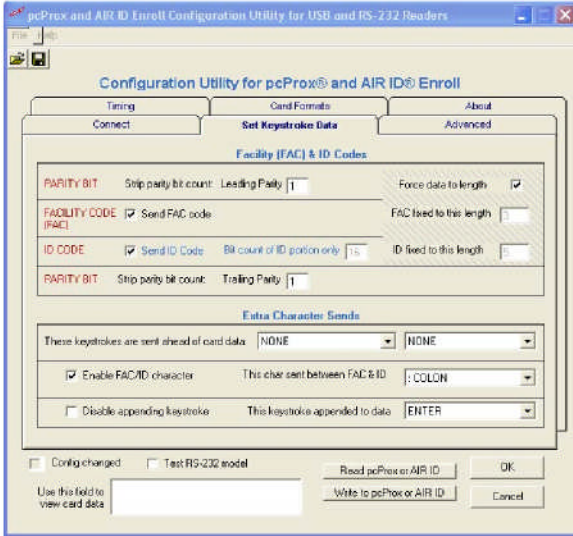 pcProx and AIR ID Enroll Configuration Utility for USB and RS-232 Readers
File Help
Configuration Utility for pcProx® and AIR ID® Enroll
Timing Card Formats About
Connect Set Keystroke Data Advanced
Facility (FAC) & ID Codes
PARITY BIT Strip parity bit count: Leading Parity 1 Force data to length
FACILITY CODE (FAC) Send FAC code FAC fixed to this length 3
ID CODE Send ID Code Bit count of ID portion only 16 ID fixed to this length 5
PARITY BIT Strip parity bit count: Trailing Parity 1
Extra Character Sends
These keystrokes are sent ahead of card data NONE NONE
Enable FAC/ID character This char sent between FAC & ID : COLON
Disable appending keystroke This keystroke appended to data ENTER
Config changed Test RS-232 model Read pcProx or AIR ID OK
Use this field to view card data Write to pcProx or AIR ID Cancel